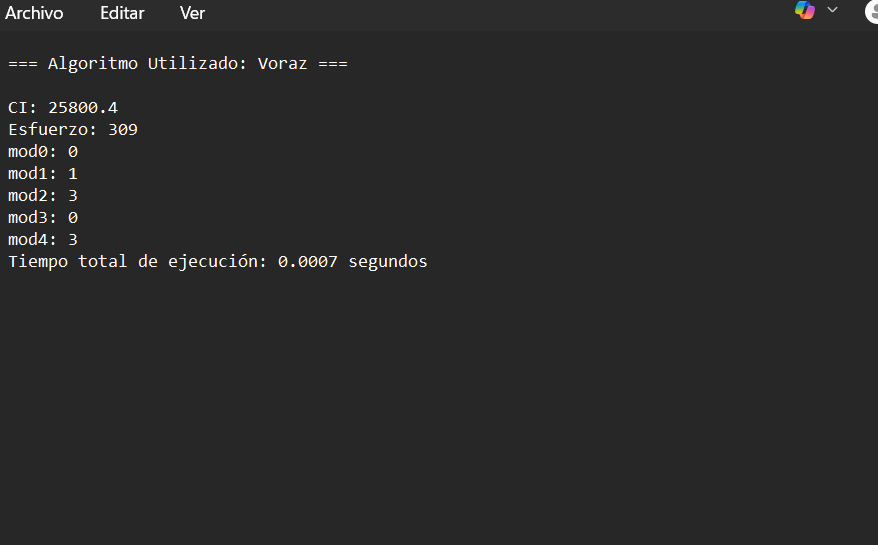 Archivo Editar Ver
=== Algoritmo Utilizado: Voraz ===
CI: 25800.4
Esfuerzo: 309
mod0: 0
mod1: 1
mod2: 3
mod3: 0
mod4: 3
Tiempo total de ejecución: 0.0007 segundos